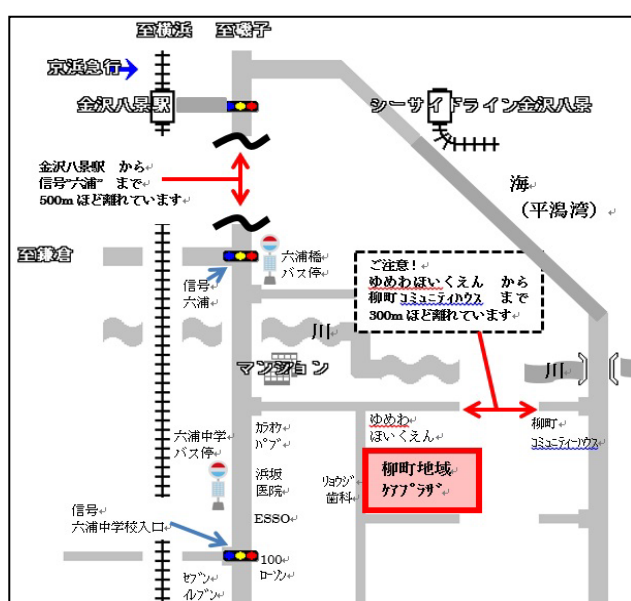 至横浜
至磯子
京浜急行
金沢八景駅
シーサイドライン金沢八景
金沢八景駅 から
信号“六浦” まで
500mほど離れています
海
(平潟湾)
至鎌倉
六浦橋
バス停
信号
六浦
ご注意!
ゆめわほいくえん から
柳町コミュニティハウス まで
300mほど離れています
川
川
マンション
六浦中学
バス停
カラオケ
パブ
ゆめわ
ほいくえん
柳町
コミュニティーハウス
浜坂
医院
リョウジ
歯科
柳町地域
ケアプラザ
ESSO
信号
六浦中学校入口
100
ローソン
セブン
イレブン